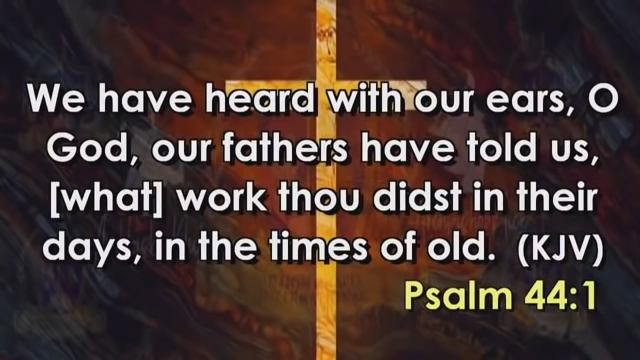 We have heard with our ears, O
God, our fathers have told us,
[what] work thou didst in their
days, in the times of old. (KJV)
Psalm 44:1